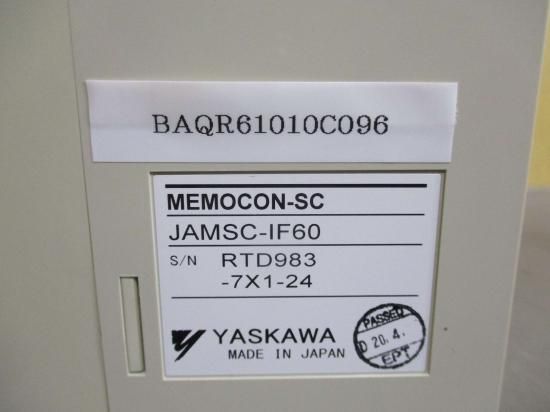 BAQR61010C096
MEMOCON-SC
JAMSC-IF60
S/N RTD983
-7X1-24
YASKAWA
MADE IN JAPAN
PASSED
D 20.4.
EPT